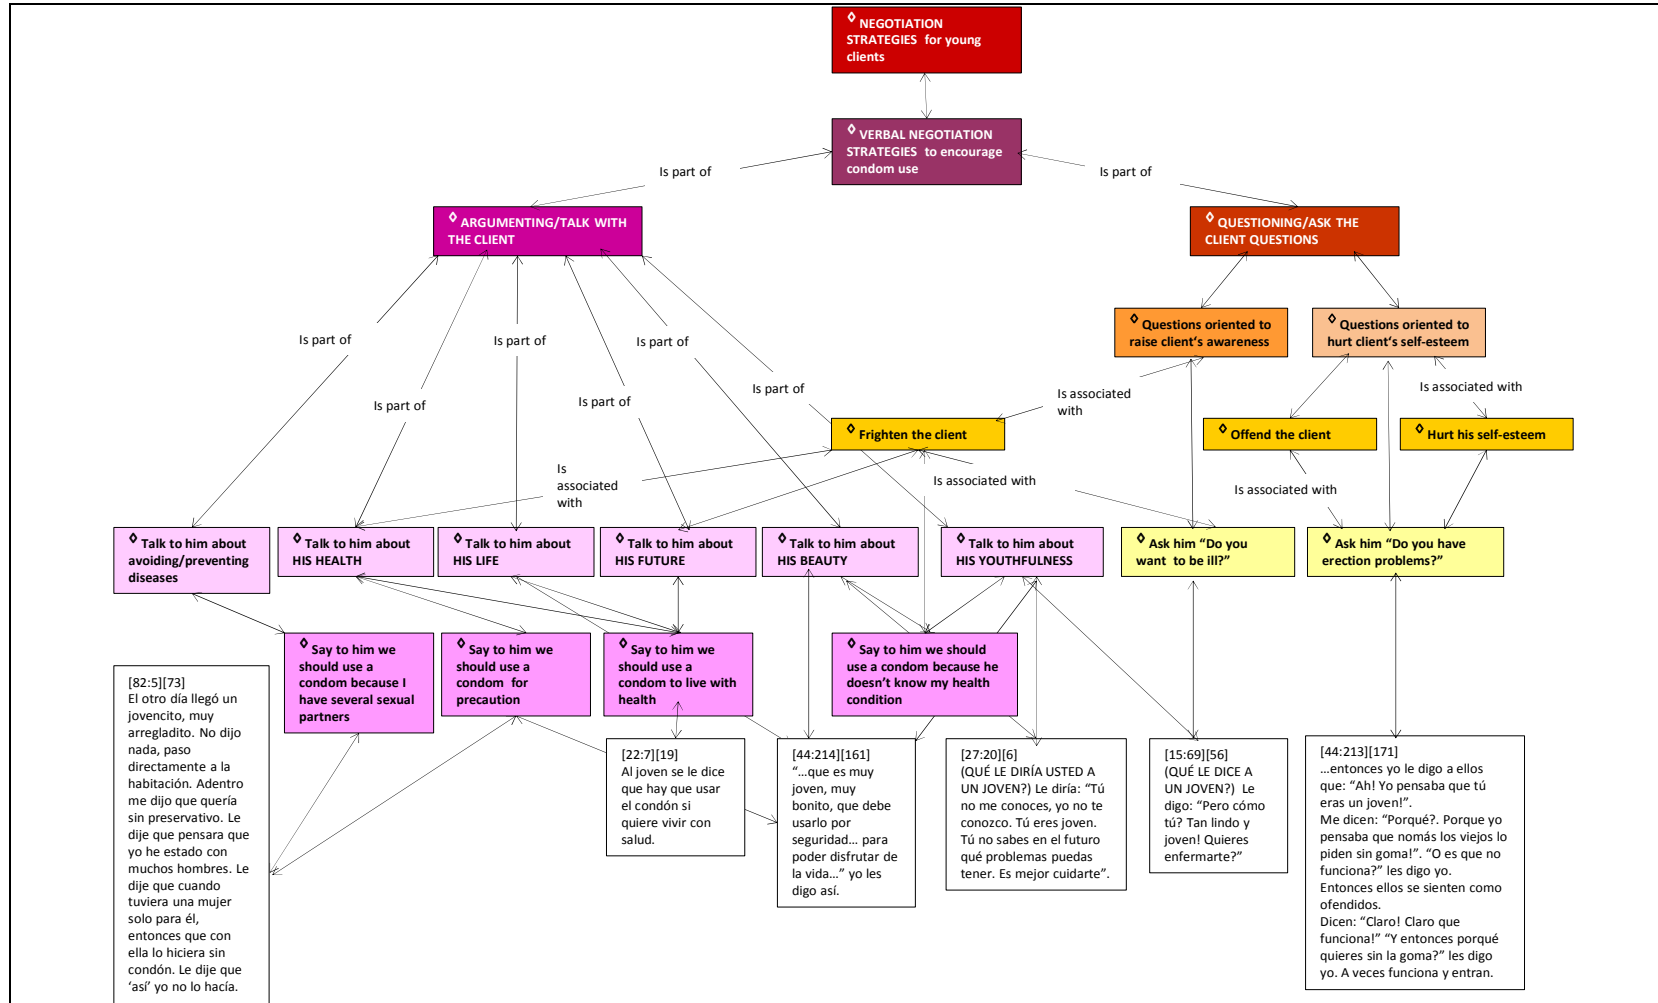 ◊ NEGOTIATION
STRATEGIES for young
clients
◊ VERBAL NEGOTIATION
STRATEGIES to encourage
condom use
Is part of
Is part of
◊ ARGUMENTING/TALK WITH
THE CLIENT
◊ QUESTIONING/ASK THE
CLIENT QUESTIONS
◊ Questions oriented to
raise client's awareness
◊ Questions oriented to
hurt client's self-esteem
Is part of
Is part of
Is part of
Is part of
Is part of
Is part of
Is associated
with
Is associated with
◊ Frighten the client
◊ Offend the client
◊ Hurt his self-esteem
Is
associated
with
Is associated with
Is associated with
◊ Talk to him about
avoiding/preventing
diseases
◊ Talk to him about
HIS HEALTH
◊ Talk to him about
HIS LIFE
◊ Talk to him about
HIS FUTURE
◊ Talk to him about
HIS BEAUTY
◊ Talk to him about
HIS YOUTHFULNESS
◊ Ask him “Do you
want to be ill?”
◊ Ask him “Do you have
erection problems?”
◊ Say to him we
should use a
condom because I
have several sexual
partners
◊ Say to him we
should use a
condom for
precaution
◊ Say to him we
should use a
condom to live with
health
◊ Say to him we should
use a condom because he
doesn’t know my health
condition
[82:5][73]
El otro día llegó un
jovencito, muy
arregladito. No dijo
nada, paso
directamente a la
habitación. Adentro
me dijo que quería
sin preservativo. Le
dije que pensara que
yo he estado con
muchos hombres. Le
dije que cuando
tuviera una mujer
solo para él,
entonces que con
ella lo hiciera sin
condón. Le dije que
‘así’ yo no lo hacía.
[22:7][19]
Al joven se le dice
que hay que usar
el condón si
quiere vivir con
salud.
[44:214][161]
“…que es muy
joven, muy
bonito, que debe
usarlo por
seguridad… para
poder disfrutar de
la vida…” yo les
digo así.
[27:20][6]
(QUÉ LE DIRÍA USTED A
UN JOVEN?) Le diría: “Tú
no me conoces, yo no te
conozco. Tú eres joven.
Tú no sabes en el futuro
qué problemas puedas
tener. Es mejor cuidarte”.
[15:69][56]
(QUÉ LE DICE A
UN JOVEN?) Le
digo: “Pero cómo
tú? Tan lindo y
joven! Quieres
enfermarte?”
[44:213][171]
…entonces yo le digo a ellos
que: “Ah! Yo pensaba que tú
eras un joven!”.
Me dicen: “Porqué?. Porque yo
pensaba que nomás los viejos lo
piden sin goma!”. “O es que no
funciona?” les digo yo.
Entonces ellos se sienten como
ofendidos.
Dicen: “Claro! Claro que
funciona!” “Y entonces porqué
quieres sin la goma?” les digo
yo. A veces funciona y entran.